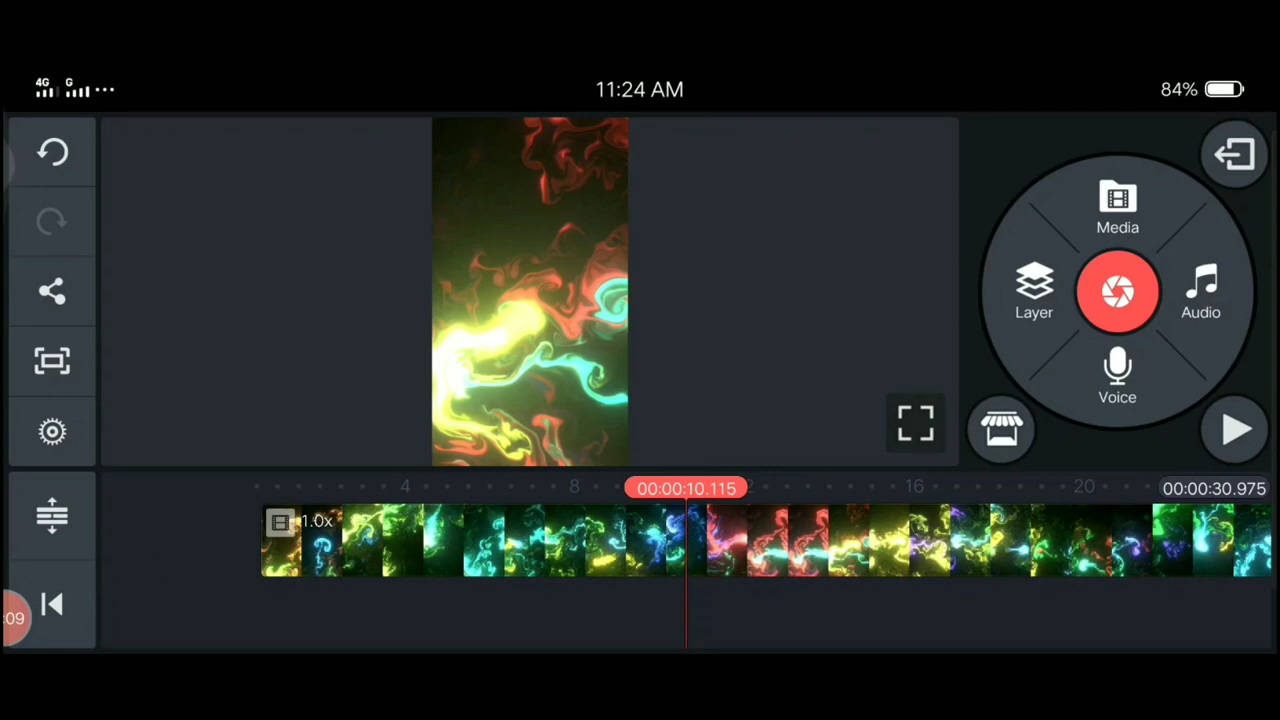 4G G
11:24 AM
84%
Media
Layer
Audio
Voice
4
8
00:00:10.115
2
16
20
00:00:30.975
1.0x
:09